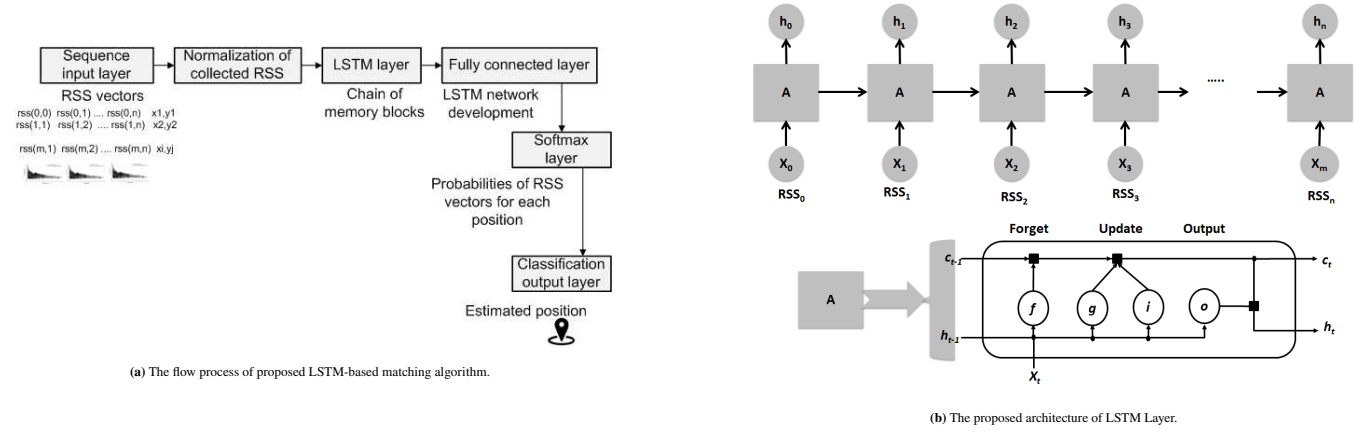 Sequence
input layer
Normalization of
collected RSS
LSTM layer
Fully connected layer
RSS vectors
rss(0,0) rss(0,1) .... rss(0,n) x1,y1
rss(1,1) rss(1,2) .... rss(1,n) x2,y2
rss(m,1) rss(m,2) .... rss(m,n) xi,yj
Chain of
memory blocks
LSTM network
development
Softmax
layer
Probabilities of RSS
vectors for each
position
Classification
output layer
Estimated position
(a) The flow process of proposed LSTM-based matching algorithm.
h0 h1 h2 h3 hn
A A A A ..... A
X0 X1 X2 X3 Xm
RSS0 RSS1 RSS2 RSS3 RSSn
Forget Update Output
ct-1 ct
A
f g i o
ht-1 ht
Xt
(b) The proposed architecture of LSTM Layer.